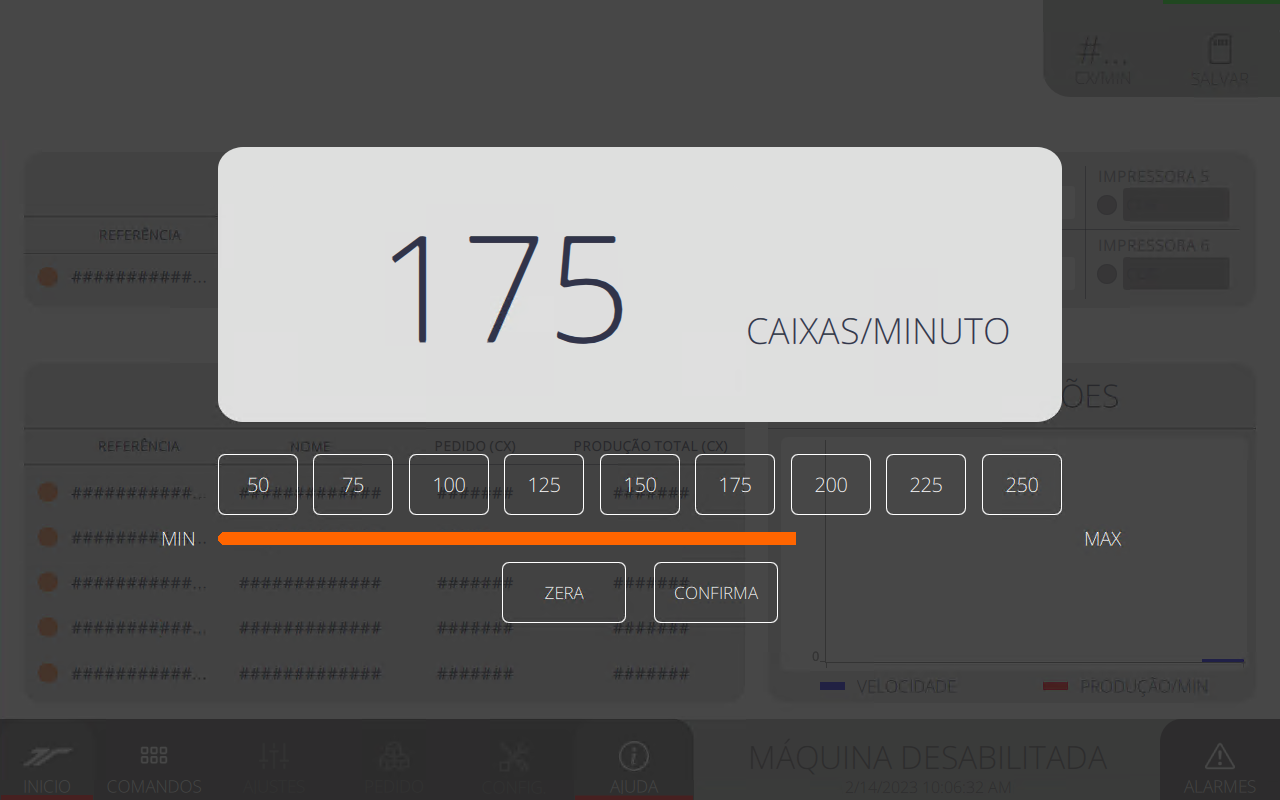 #...
CX/MIN SALVAR
IMPRESSORA 5
REFERÊNCIA
IMPRESSORA 6
###########...
175
CAIXAS/MINUTO
ÕES
REFERÊNCIA NOME PEDIDO (CX) PRODUÇÃO TOTAL (CX)
50 75 100 125 150 175 200 225 250
###########... ############# ####### #######
MIN MAX
###########...
ZERA CONFIRMA
###########... ############# ####### #######
###########... ############# ####### #######
0
###########... ############# ####### #######
VELOCIDADE PRODUÇÃO/MIN
MÁQUINA DESABILITADA
INICIO COMANDOS AJUSTES PEDIDO CONFIG AJUDA 2/14/2023 10:06:32 AM ALARMES